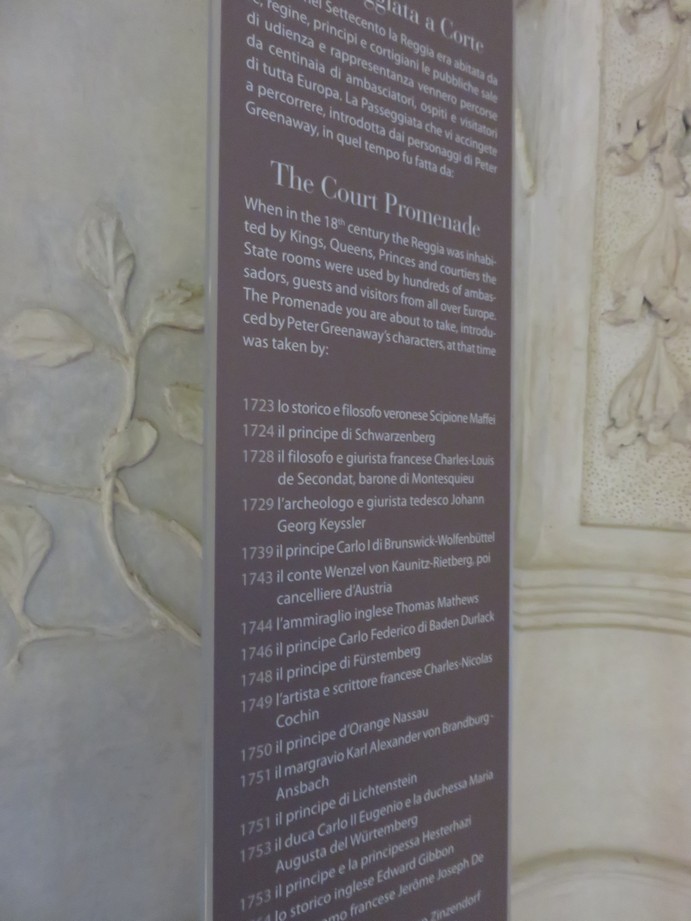 a Corte
nel Settecento la Reggia era abitata da
regine, principi e cortigiani le pubbliche sale
di udienza e rappresentanza vennero percorse
da centinaia di ambasciatori, ospiti e visitatori
di tutta Europa. La Passeggiata che vi accingete
a percorrere, introdotta dai personaggi di Peter
Greenaway, in quel tempo fu fatta da:
The Court Promenade
When in the 18th century the Reggia was inhabi-
ted by Kings, Queens, Princes and courtiers the
State rooms were used by hundreds of ambas-
sadors, guests and visitors from all over Europe.
The Promenade you are about to take, introdu-
ced by Peter Greenaway's characters, at that time
was taken by:
1723 lo storico e filosofo veronese Scipione Maffei
1724 il principe di Schwarzenberg
1728 il filosofo e giurista francese Charles-Louis
de Secondat, barone di Montesquieu
1729 l'archeologo e giurista tedesco Johann
Georg Keyssler
1739 il principe Carlo I di Brunswick-Wolfenbüttel
1743 il conte Wenzel von Kaunitz-Rietberg, poi
cancelliere d'Austria
1744 l'ammiraglio inglese Thomas Mathews
1746 il principe Carlo Federico di Baden Durlack
1748 il principe di Fürstemberg
1749 l'artista e scrittore francese Charles-Nicolas
Cochin
1750 il principe d'Orange Nassau
1751 il margravio Karl Alexander von Brandburg-
Ansbach
1751 il principe di Lichtenstein
1753 il duca Carlo II Eugenio e la duchessa Maria
Augusta del Würtemberg
1753 il principe e la principessa Hesterhazi
lo storico inglese Edward Gibbon
francese Jerôme Joseph De
Zinzendorf